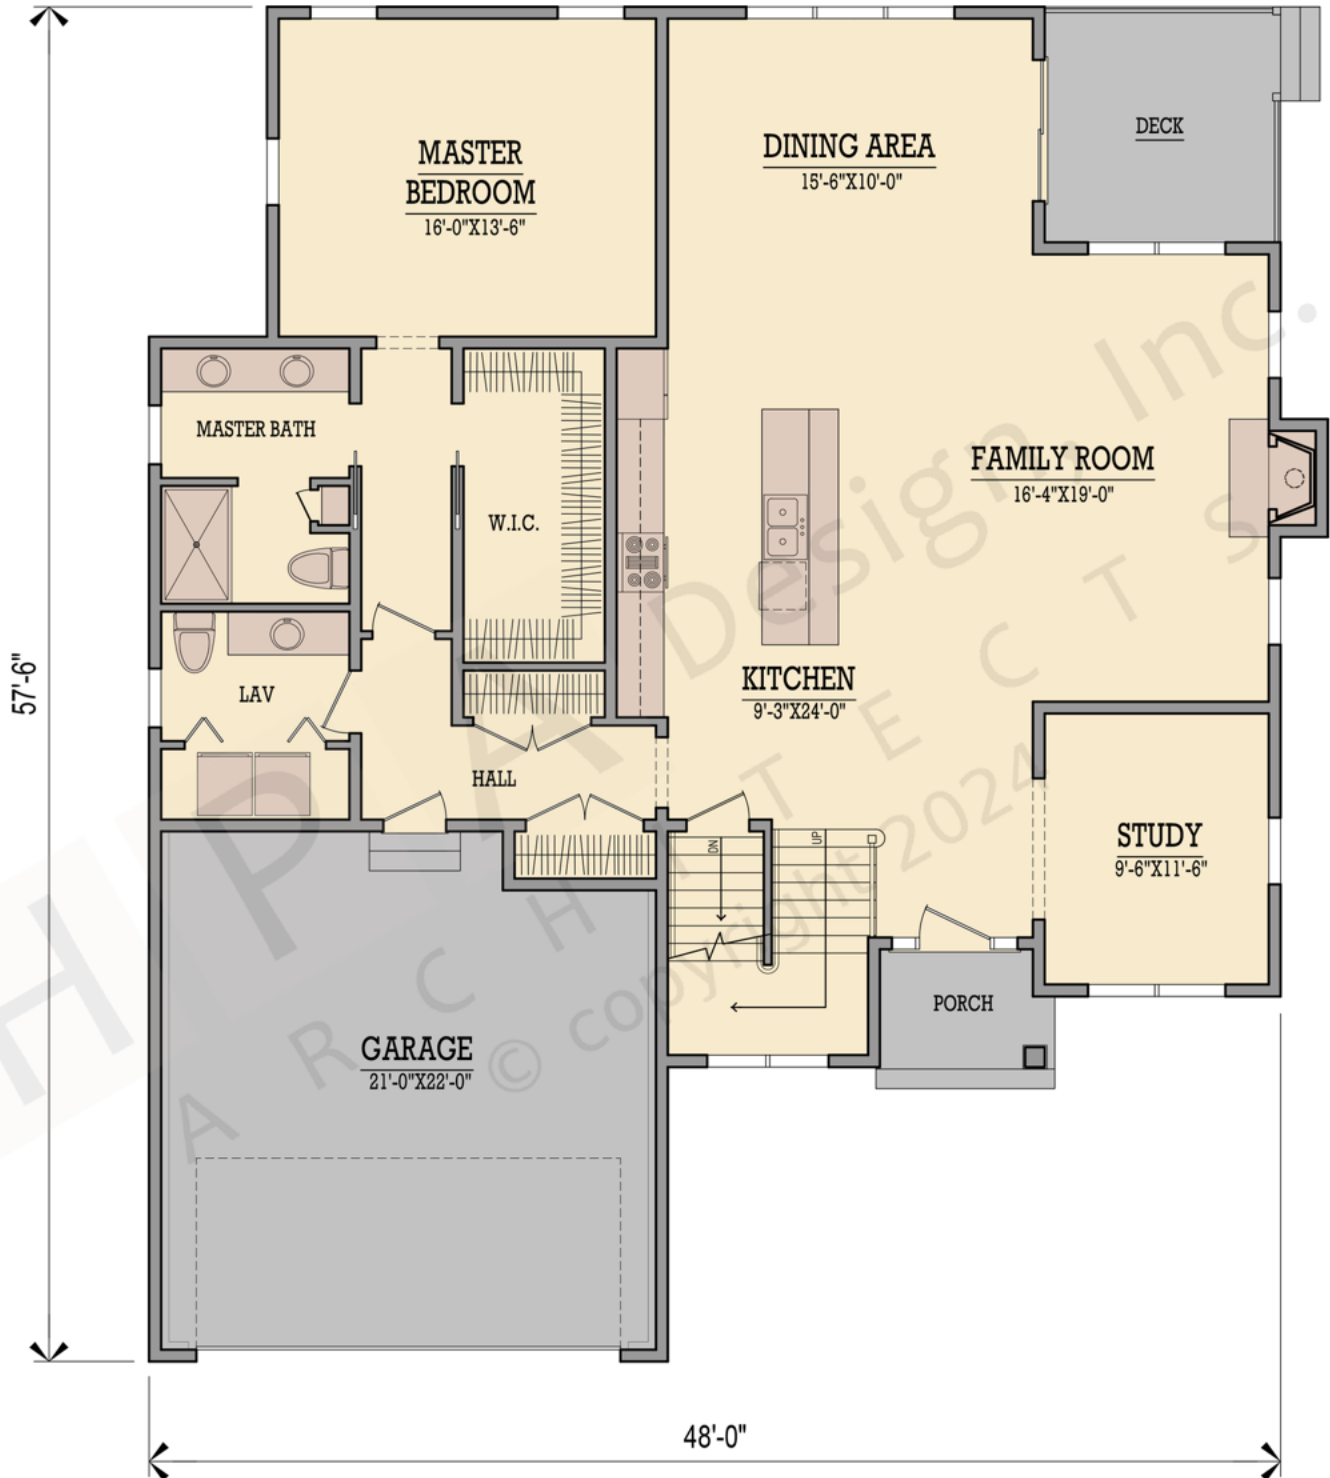 MASTER
BEDROOM
16'-0"X13'-6"
DINING AREA
15'-6"X10'-0"
DECK
MASTER BATH
W.I.C.
FAMILY ROOM
16'-4"X19'-0"
LAV
KITCHEN
9'-3"X24'-0"
HALL
STUDY
9'-6"X11'-6"
DN
UP
PORCH
GARAGE
21'-0"X22'-0"
57'-6"
48'-0"
HPA Design, Inc.
ARCHITECTS
© copyright 2024